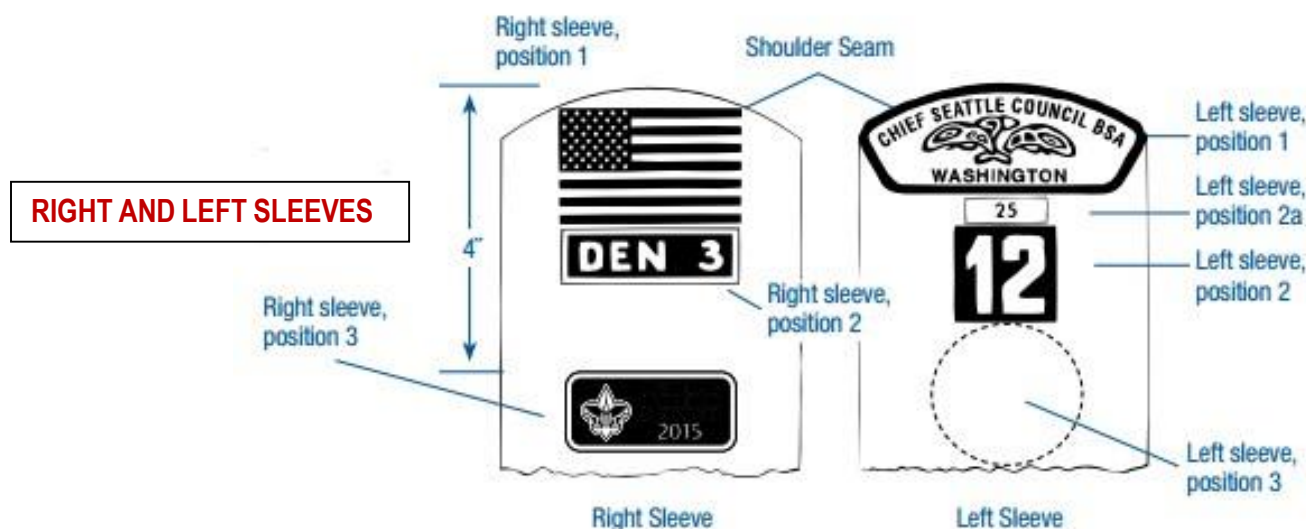 Right sleeve,
position 1
Shoulder Seam
CHIEF SEATTLE COUNCIL BSA
WASHINGTON
Left sleeve,
position 1
RIGHT AND LEFT SLEEVES
25
Left sleeve,
position 2a
4"
DEN 3
12
Left sleeve,
position 2
Right sleeve,
position 2
Right sleeve,
position 3
2015
Left sleeve,
position 3
Right Sleeve
Left Sleeve